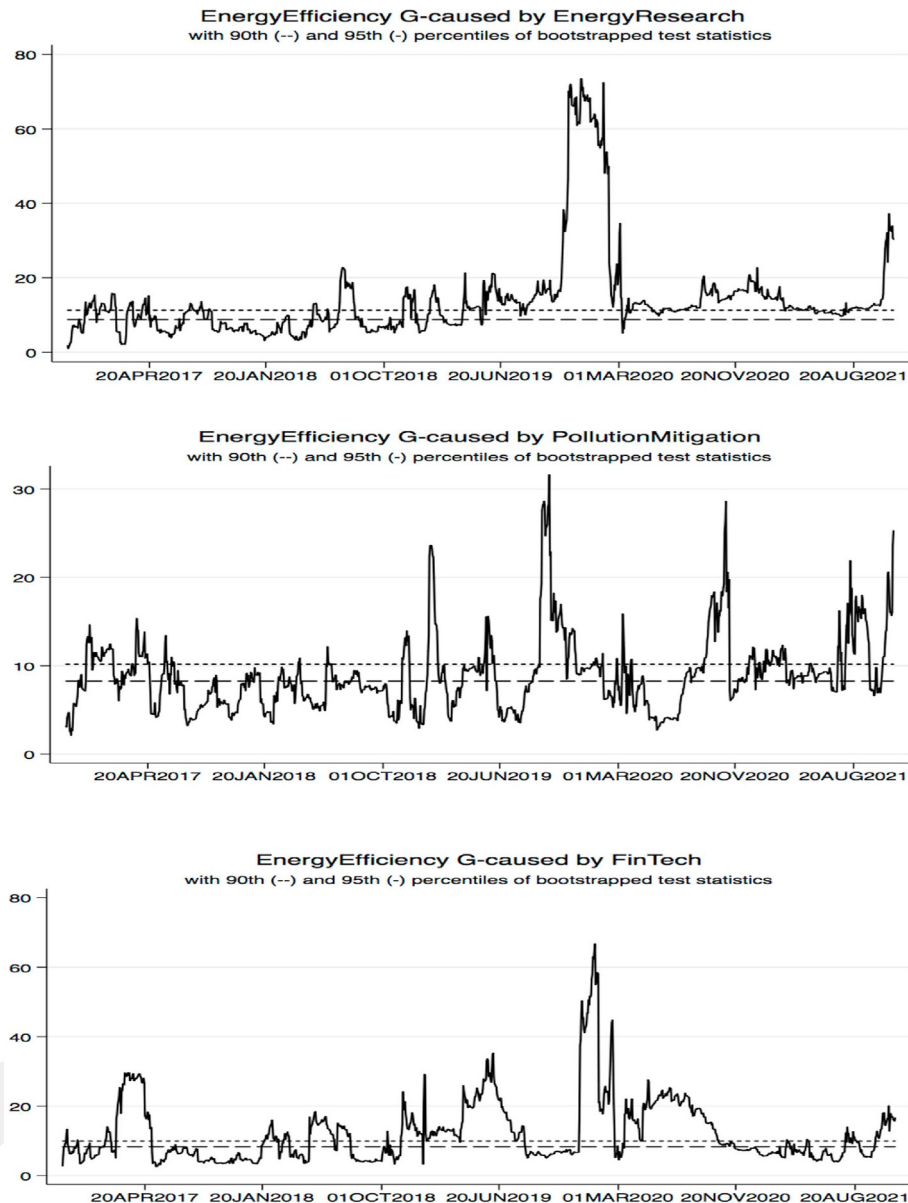 EnergyEfficiency G-caused by EnergyResearch
with 90th (--) and 95th (-) percentiles of bootstrapped test statistics
80
60
40
20
0
20APR2017 20JAN2018 01OCT2018 20JUN2019 01MAR2020 20NOV2020 20AUG2021
EnergyEfficiency G-caused by PollutionMitigation
with 90th (--) and 95th (-) percentiles of bootstrapped test statistics
30
20
10
0
20APR2017 20JAN2018 01OCT2018 20JUN2019 01MAR2020 20NOV2020 20AUG2021
EnergyEfficiency G-caused by FinTech
with 90th (--) and 95th (-) percentiles of bootstrapped test statistics
80
60
40
20
0
20APR2017 20JAN2018 01OCT2018 20JUN2019 01MAR2020 20NOV2020 20AUG2021